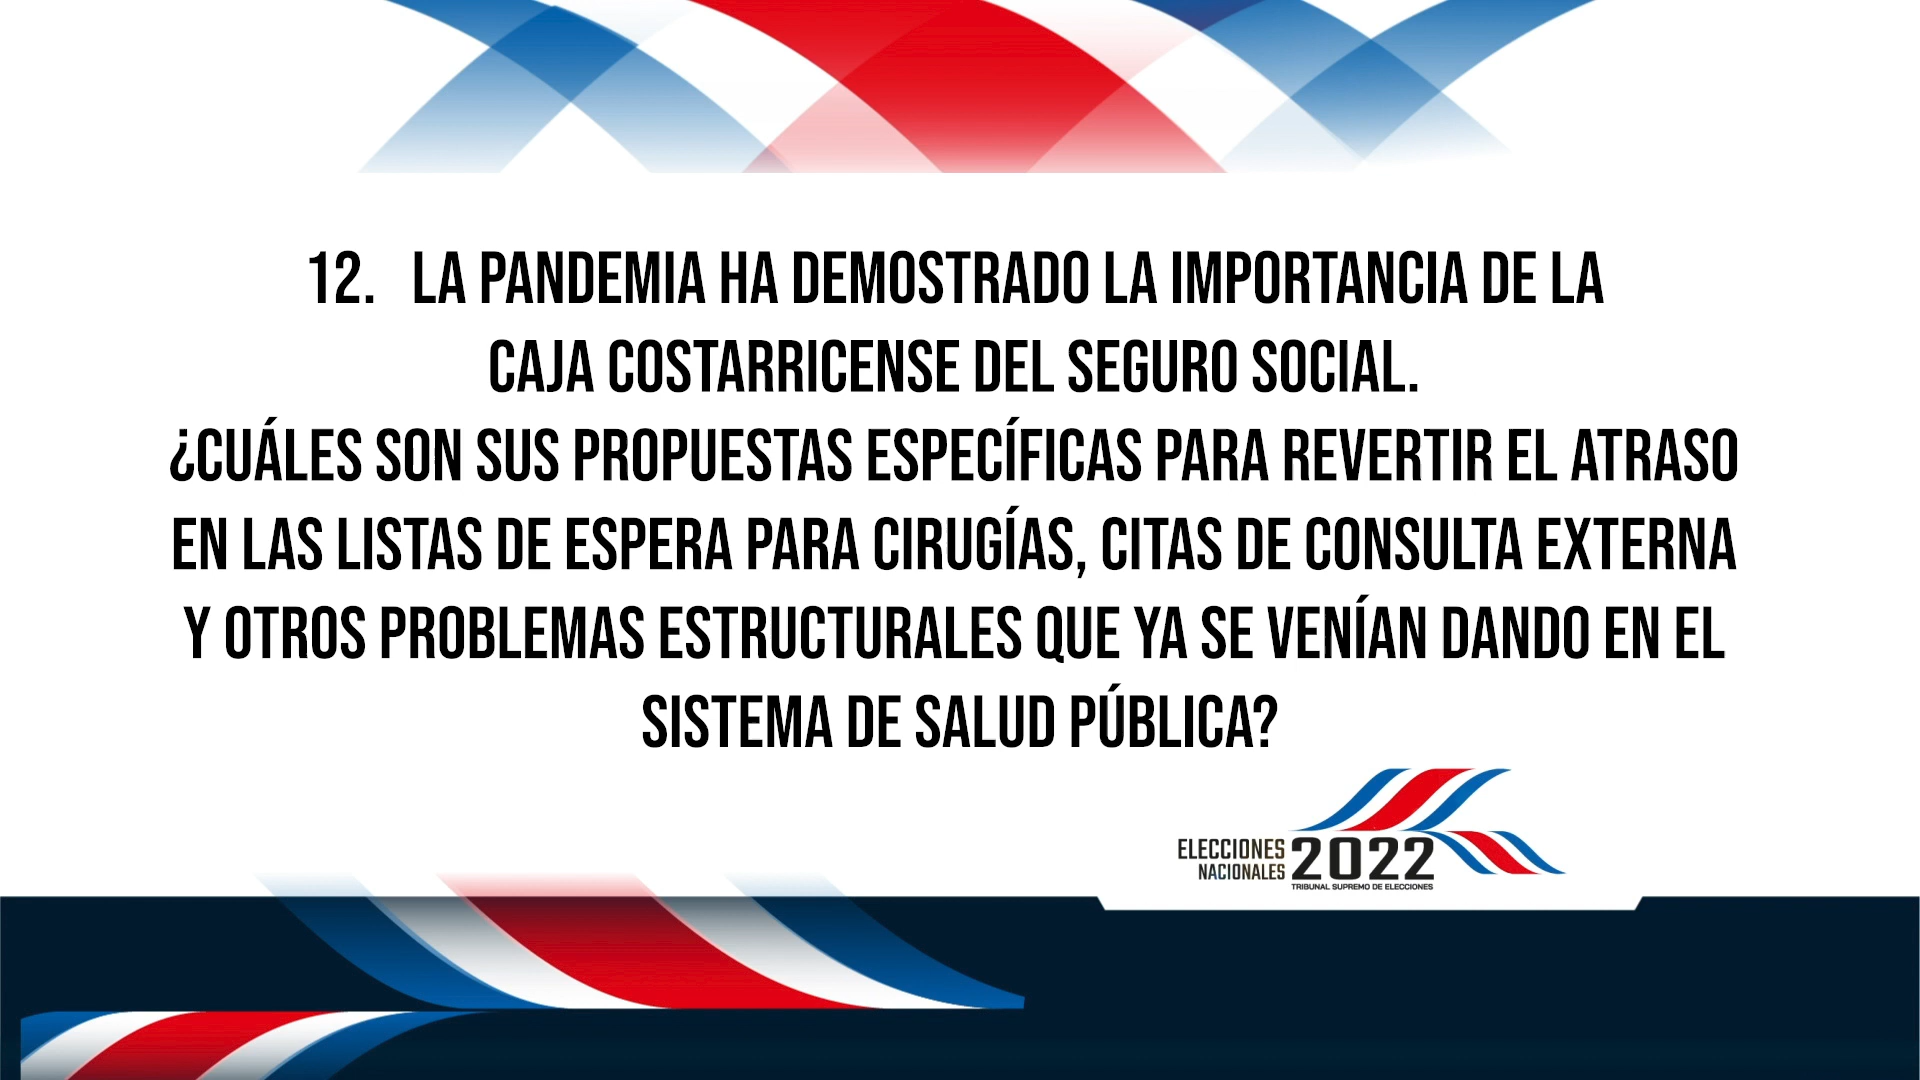 12. LA PANDEMIA HA DEMOSTRADO LA IMPORTANCIA DE LA
CAJA COSTARRICENSE DEL SEGURO SOCIAL.
¿CUÁLES SON SUS PROPUESTAS ESPECÍFICAS PARA REVERTIR EL ATRASO
EN LAS LISTAS DE ESPERA PARA CIRUGÍAS, CITAS DE CONSULTA EXTERNA
Y OTROS PROBLEMAS ESTRUCTURALES QUE YA SE VENÍAN DANDO EN EL
SISTEMA DE SALUD PÚBLICA?
ELECCIONES
NACIONALES
2022
TRIBUNAL SUPREMO DE ELECCIONES